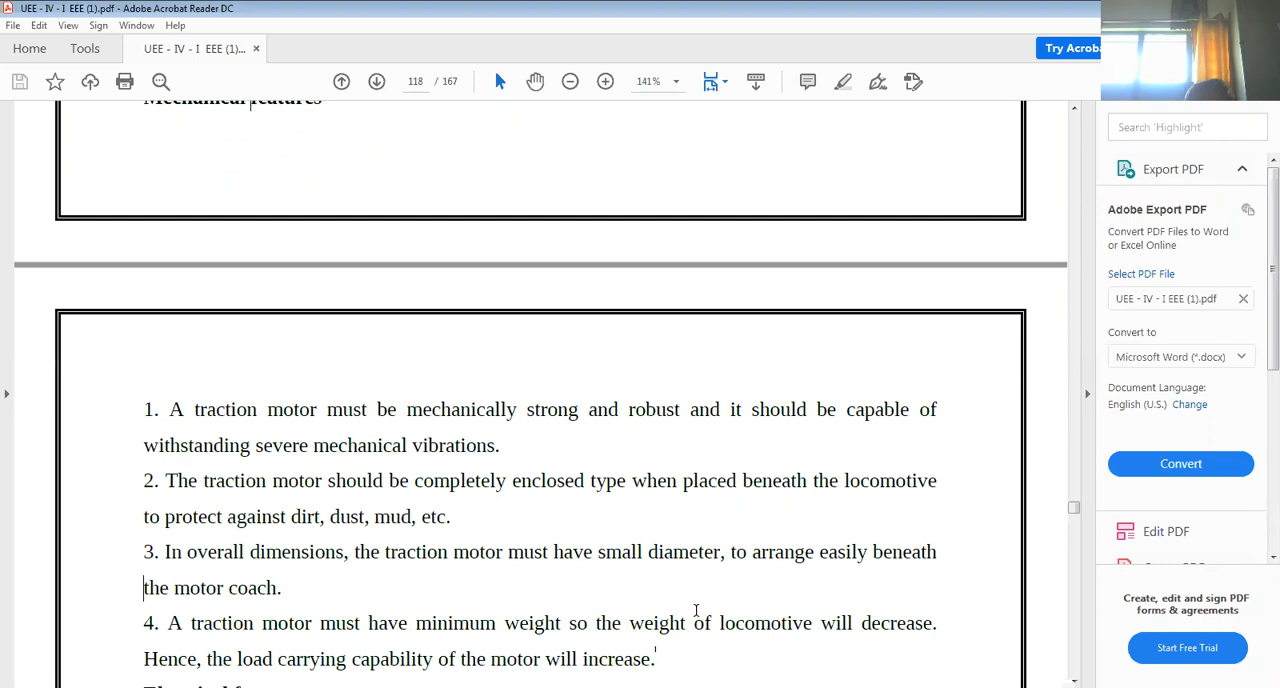 UEE - IV - I EEE (1).pdf - Adobe Acrobat Reader DC
File Edit View Sign Window Help
Home Tools UEE - IV - I EEE (1)... × Try Acroba
118 / 167 141%
Mechanical features
Search 'Highlight'
Export PDF
Adobe Export PDF
Convert PDF Files to Word
or Excel Online
Select PDF File
UEE - IV - I EEE (1).pdf
Convert to
Microsoft Word (*.docx)
Document Language:
English (U.S.) Change
Convert
Edit PDF
Create, edit and sign PDF
forms & agreements
Start Free Trial
1. A traction motor must be mechanically strong and robust and it should be capable of
withstanding severe mechanical vibrations.
2. The traction motor should be completely enclosed type when placed beneath the locomotive
to protect against dirt, dust, mud, etc.
3. In overall dimensions, the traction motor must have small diameter, to arrange easily beneath
the motor coach.
4. A traction motor must have minimum weight so the weight of locomotive will decrease.
Hence, the load carrying capability of the motor will increase.